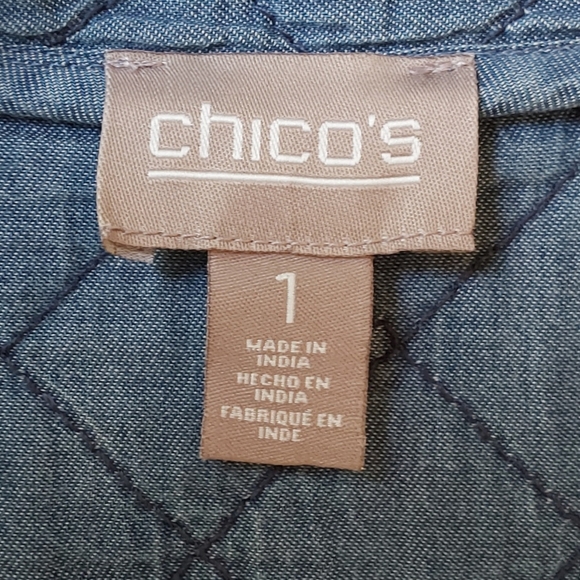 chico's
1
MADE IN
INDIA
HECHO EN
INDIA
FABRIQUÉ EN
INDE